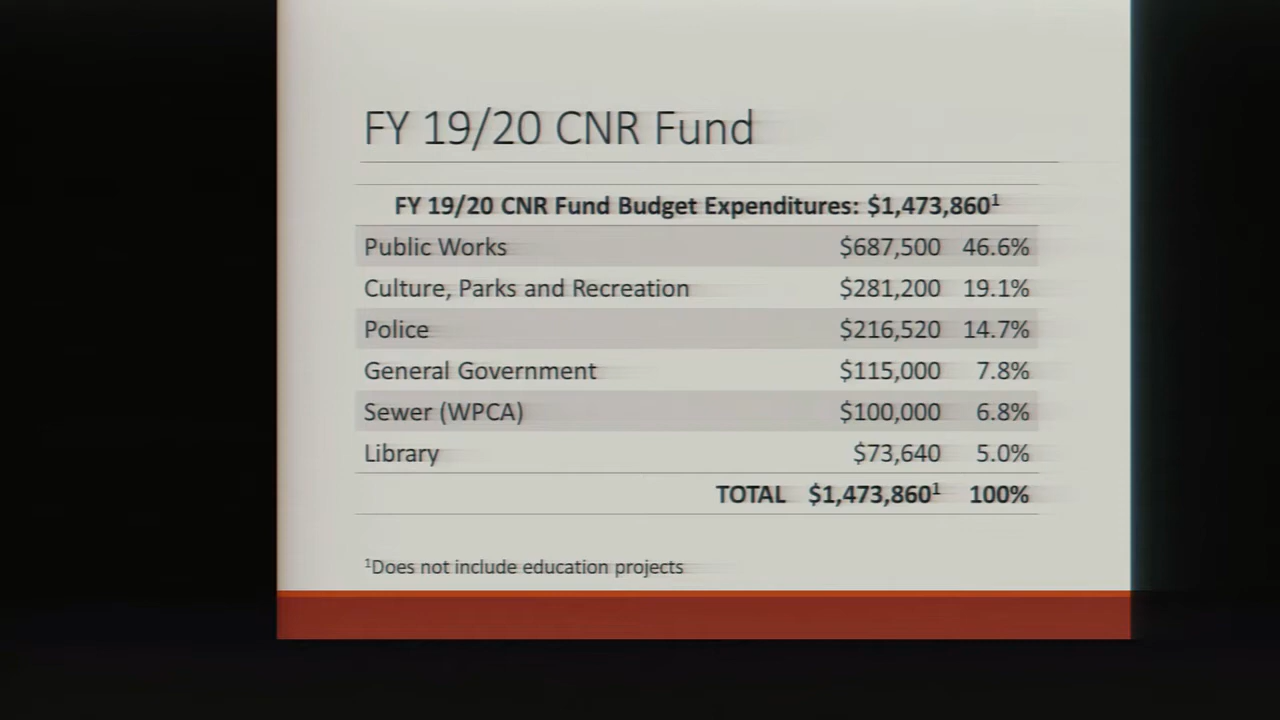 FY 19/20 CNR Fund
FY 19/20 CNR Fund Budget Expenditures: $1,473,860¹
Public Works $687,500 46.6%
Culture, Parks and Recreation $281,200 19.1%
Police $216,520 14.7%
General Government $115,000 7.8%
Sewer (WPCA) $100,000 6.8%
Library $73,640 5.0%
TOTAL $1,473,860¹ 100%
¹Does not include education projects